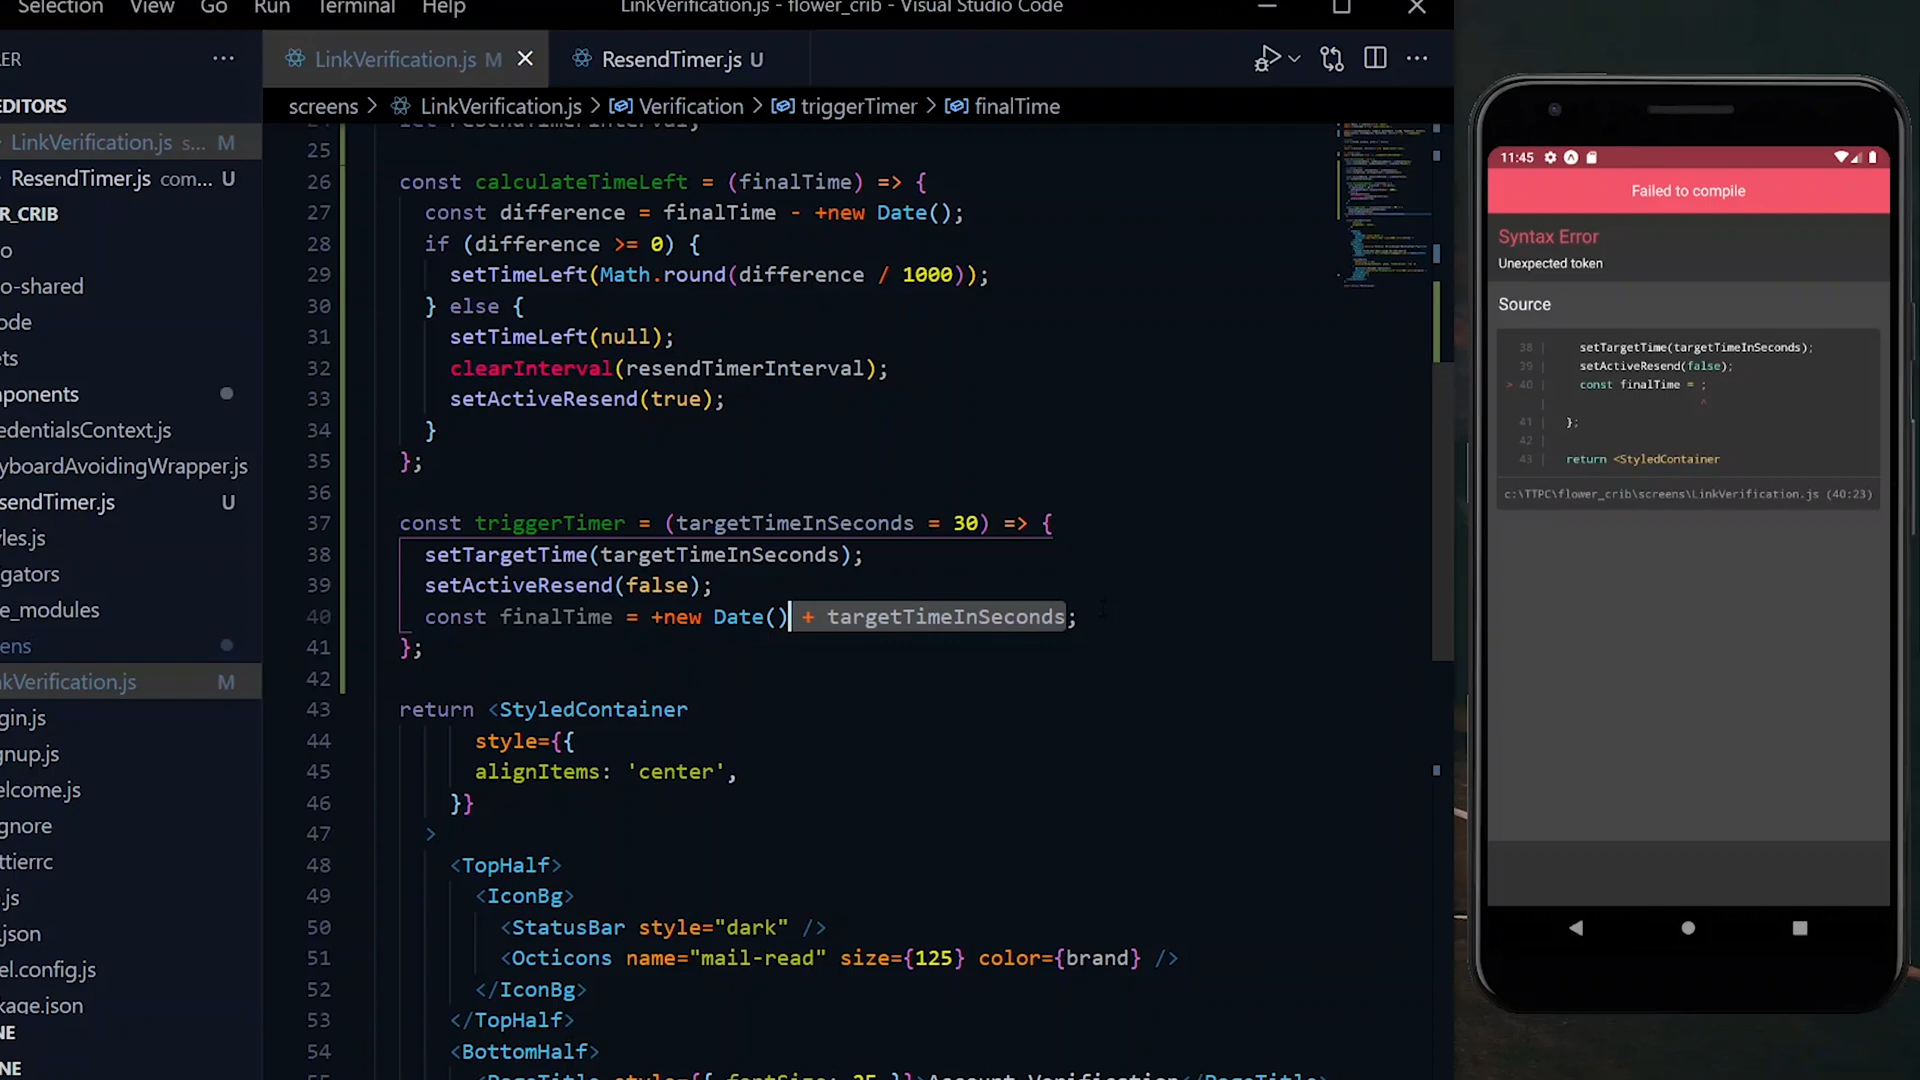 Selection View Go Run Terminal Help LinkVerification.js - flower_crib - Visual Studio Code
LinkVerification.js M ResendTimer.js U
screens > LinkVerification.js > Verification > triggerTimer > finalTime
EDITORS
LinkVerification.js s... M
ResendTimer.js com... U
R_CRIB
o
o-shared
ode
ets
ponents
edentialsContext.js
yboardAvoidingWrapper.js
sendTimer.js U
les.js
igators
e_modules
ens
kVerification.js M
gin.js
gnup.js
elcome.js
gnore
ttierrc
.js
.json
el.config.js
kage.json
NE
NE
25
26 const calculateTimeLeft = (finalTime) => {
27 const difference = finalTime - +new Date();
28 if (difference >= 0) {
29 setTimeLeft(Math.round(difference / 1000));
30 } else {
31 setTimeLeft(null);
32 clearInterval(resendTimerInterval);
33 setActiveResend(true);
34 }
35 };
36
37 const triggerTimer = (targetTimeInSeconds = 30) => {
38 setTargetTime(targetTimeInSeconds);
39 setActiveResend(false);
40 const finalTime = +new Date() + targetTimeInSeconds;
41 };
42
43 return <StyledContainer
44 style={{
45 alignItems: 'center',
46 }}
47 >
48 <TopHalf>
49 <IconBg>
50 <StatusBar style="dark" />
51 <Octicons name="mail-read" size={125} color={brand} />
52 </IconBg>
53 </TopHalf>
54 <BottomHalf>
11:45
Failed to compile
Syntax Error
Unexpected token
Source
38 | setTargetTime(targetTimeInSeconds);
39 | setActiveResend(false);
> 40 | const finalTime = ;
| ^
41 | };
42 |
43 | return <StyledContainer
c:\TTPC\flower_crib\screens\LinkVerification.js (40:23)